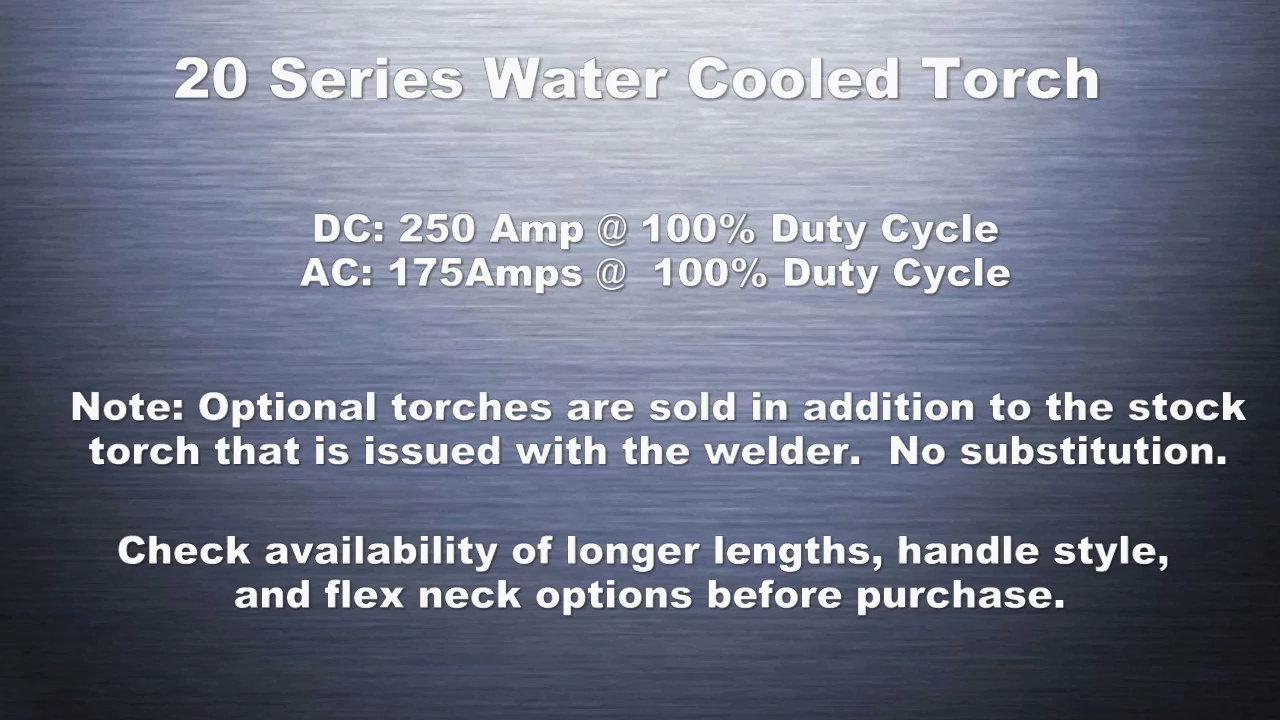 20 Series Water Cooled Torch
DC: 250 Amp @ 100% Duty Cycle
AC: 175Amps @  100% Duty Cycle
Note: Optional torches are sold in addition to the stock
torch that is issued with the welder.  No substitution.
Check availability of longer lengths, handle style,
and flex neck options before purchase.